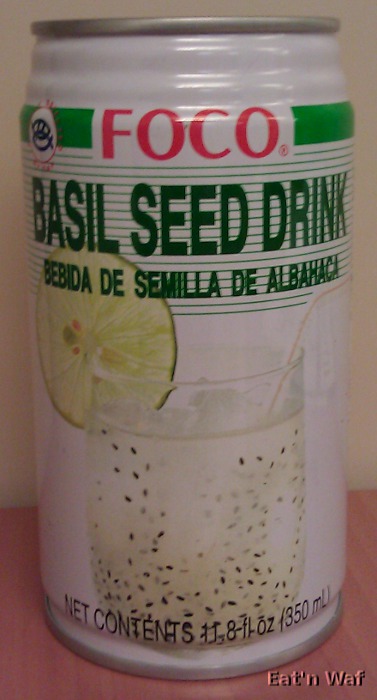 FOCO®
BASIL SEED DRINK
BEBIDA DE SEMILLA DE ALBAHACA
NET CONTENTS 11.8 fl oz (350 mL)
Eat'n Waf